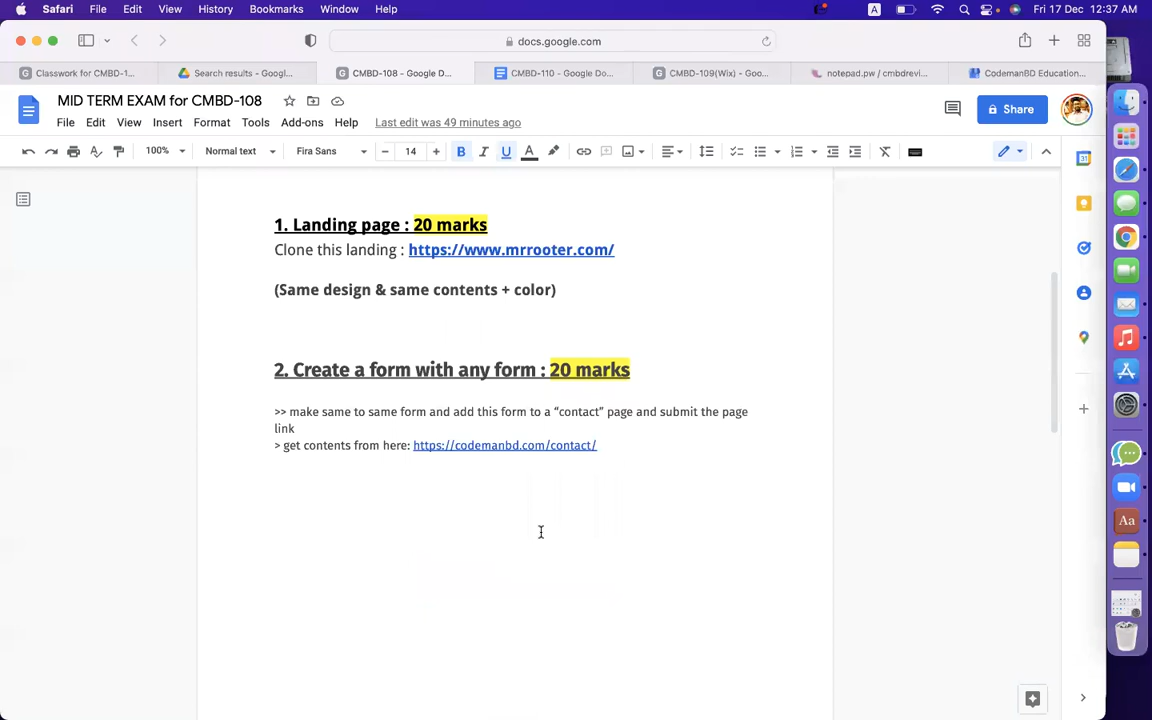 Safari File Edit View History Bookmarks Window Help
A
Fri 17 Dec 12:37 AM
docs.google.com
Classwork for CMBD-1...
Search results - Googl...
CMBD-108 - Google D...
CMBD-110 - Google Do...
CMBD-109(Wix) - Goo...
notepad.pw / cmbdrevi...
CodemanBD Education...
MID TERM EXAM for CMBD-108
Share
File Edit View Insert Format Tools Add-ons Help Last edit was 49 minutes ago
100% Normal text Fira Sans − 14 + B I U A
1. Landing page : 20 marks
Clone this landing : https://www.mrrooter.com/
(Same design & same contents + color)
2. Create a form with any form : 20 marks
>> make same to same form and add this form to a “contact” page and submit the page
link
> get contents from here: https://codemanbd.com/contact/
Aa